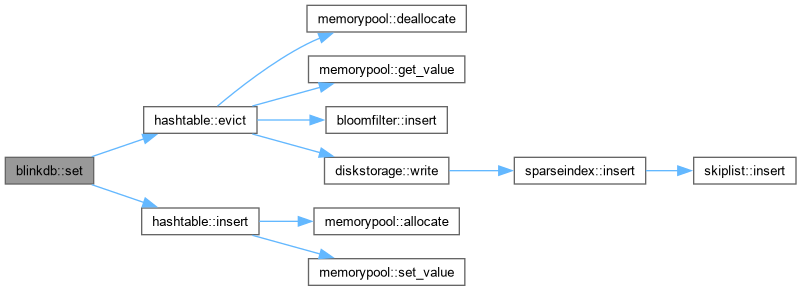 blinkdb::set
hashtable::evict
memorypool::deallocate
memorypool::get_value
bloomfilter::insert
diskstorage::write
sparseindex::insert
skiplist::insert
hashtable::insert
memorypool::allocate
memorypool::set_value